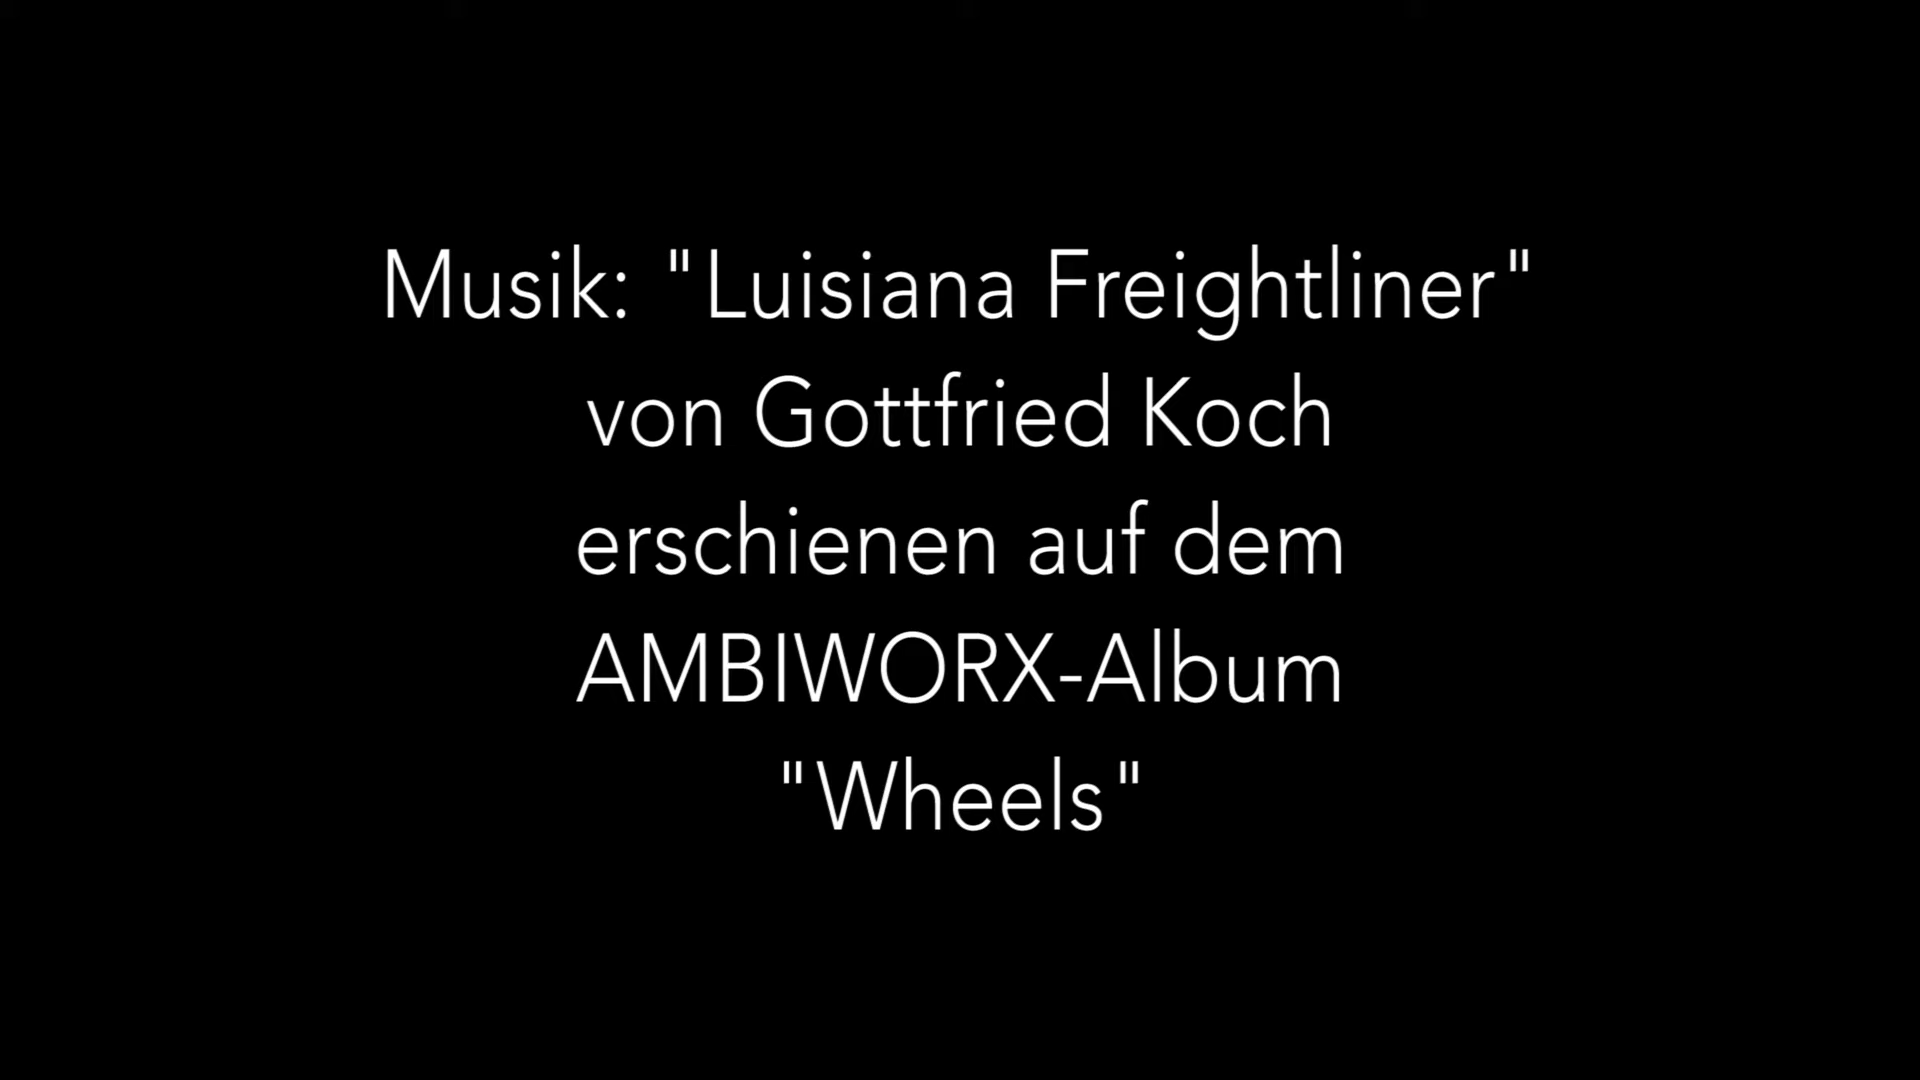 Musik: "Luisiana Freightliner"
von Gottfried Koch
erschienen auf dem
AMBIWORX-Album
"Wheels"